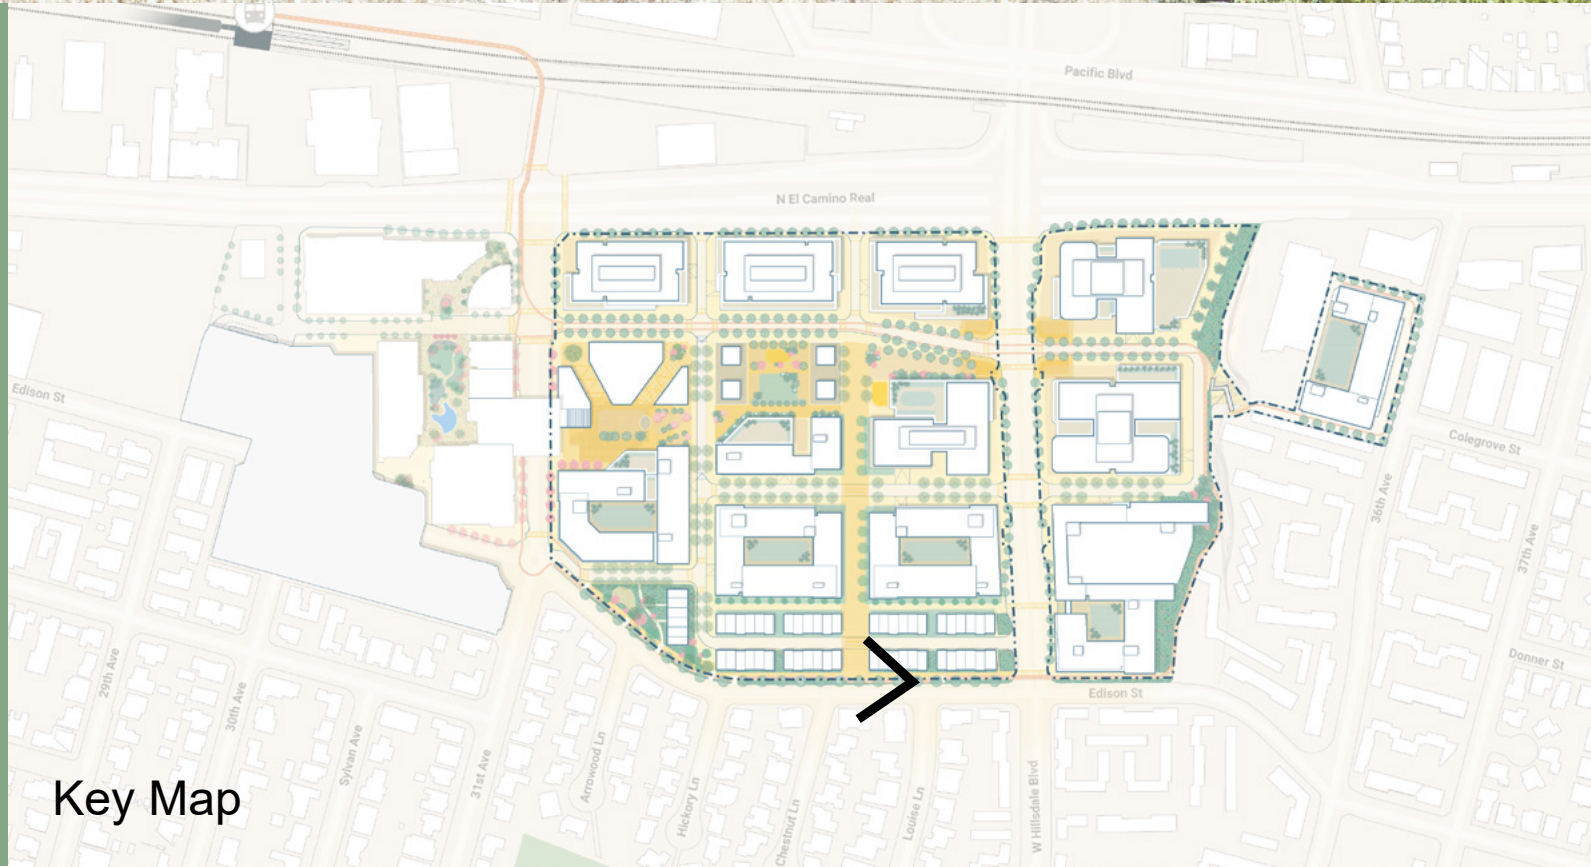 Pacific Blvd
N El Camino Real
Edison St
Colegrove St
36th Ave
37th Ave
Donner St
Edison St
29th Ave
30th Ave
Sylvan Ave
31st Ave
Arrowood Ln
Hickory Ln
Chestnut Ln
Louise Ln
W Hillsdale Blvd
Key Map